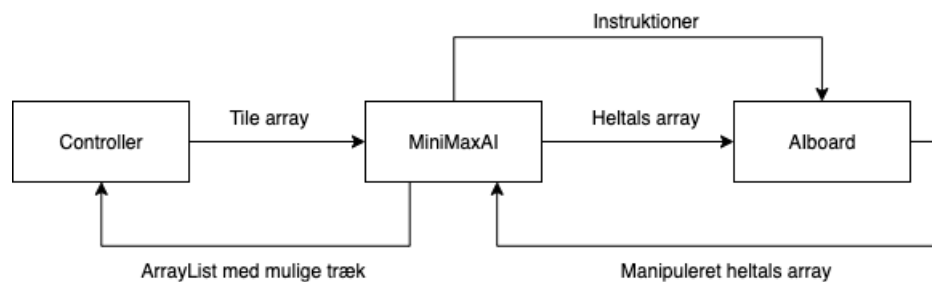 Instruktioner
Tile array
Heltals array
Controller
MiniMaxAI
AIboard
ArrayList med mulige træk
Manipuleret heltals array